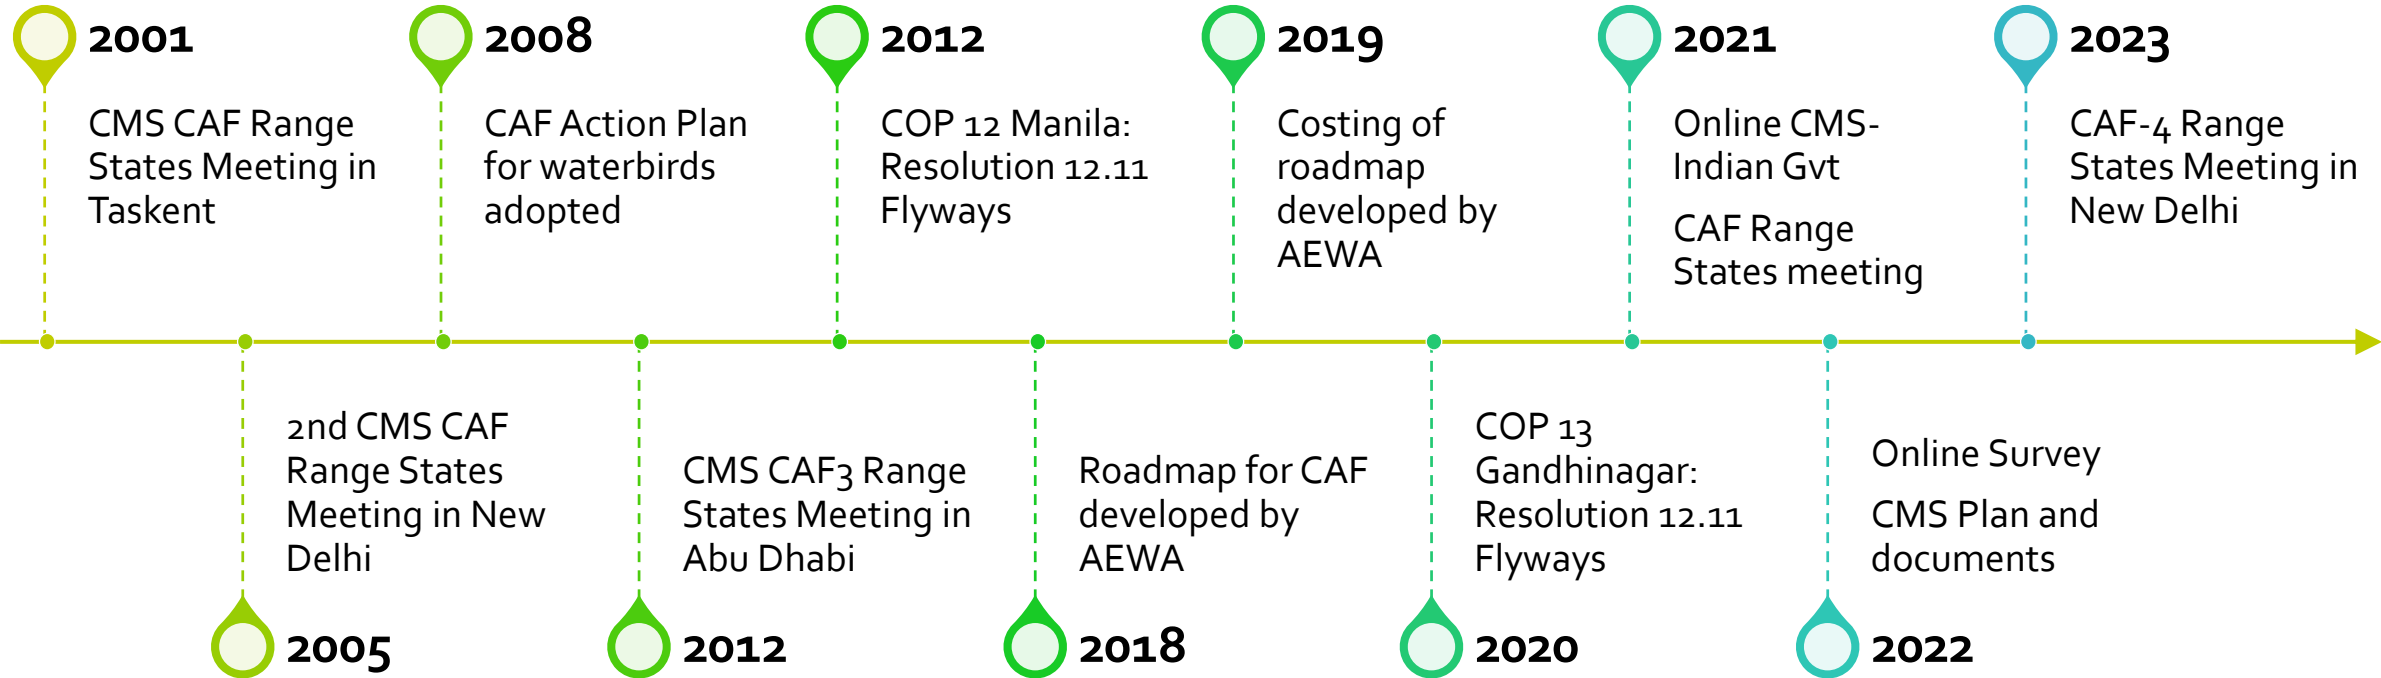 2001
CMS CAF Range
States Meeting in
Taskent
2nd CMS CAF
Range States
Meeting in New
Delhi
2005
2008
CAF Action Plan
for waterbirds
adopted
CMS CAF3 Range
States Meeting in
Abu Dhabi
2012
2012
COP 12 Manila:
Resolution 12.11
Flyways
Roadmap for CAF
developed by
AEWA
2018
2019
Costing of
roadmap
developed by
AEWA
COP 13
Gandhinagar:
Resolution 12.11
Flyways
2020
2021
Online CMS-
Indian Gvt
CAF Range
States meeting
Online Survey
CMS Plan and
documents
2022
2023
CAF-4 Range
States Meeting in
New Delhi